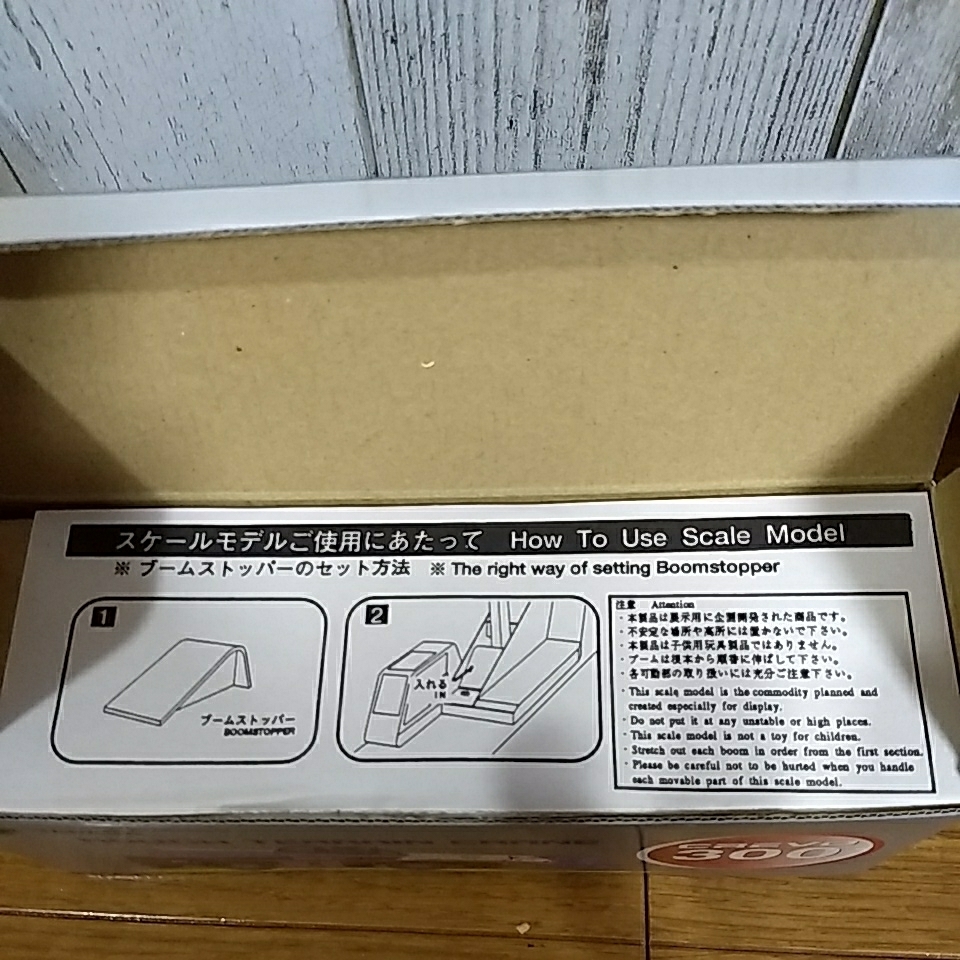 スケールモデルご使用にあたって How To Use Scale Model
※ ブームストッパーのセット方法 ※ The right way of setting Boomstopper
1
ブームストッパー
BOOMSTOPPER
2
入れる
IN
注意 Attention
・本製品は展示用に企画開発された商品です。
・不安定な場所や高所には置かないで下さい。
・本製品は子供用玩具製品ではありません。
・ブームは根本から順番に伸ばして下さい。
・各可動部の取り扱いには充分ご注意下さい。
・This scale model is the commodity planned and
created especially for display.
・Do not put it at any unstable or high places.
・This scale model is not a toy for children.
・Stretch out each boom in order from the first section.
・Please be careful not to be hurted when you handle
each movable part of this scale model.
300